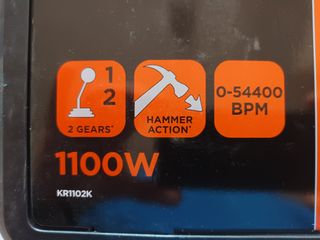 1
2
2 GEARS*
HAMMER
ACTION*
0-54400
BPM
1100W
KR1102K